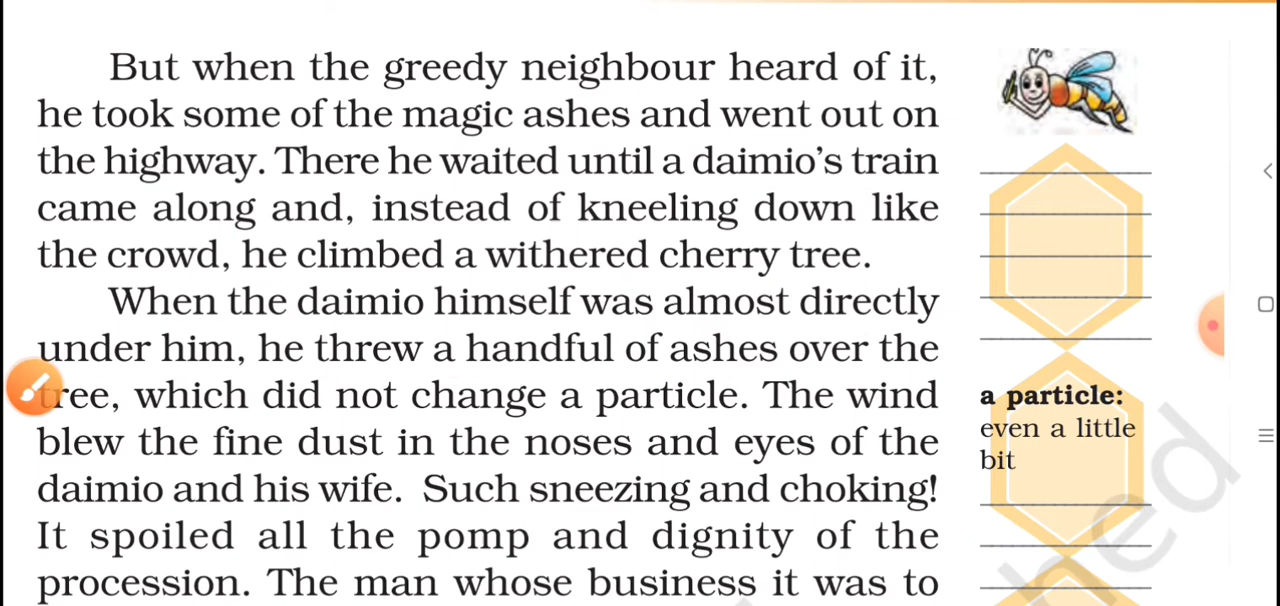 But when the greedy neighbour heard of it,
he took some of the magic ashes and went out on
the highway. There he waited until a daimio’s train
came along and, instead of kneeling down like
the crowd, he climbed a withered cherry tree.
When the daimio himself was almost directly
under him, he threw a handful of ashes over the
tree, which did not change a particle. The wind
blew the fine dust in the noses and eyes of the
daimio and his wife. Such sneezing and choking!
It spoiled all the pomp and dignity of the
procession. The man whose business it was to
a particle:
even a little
bit